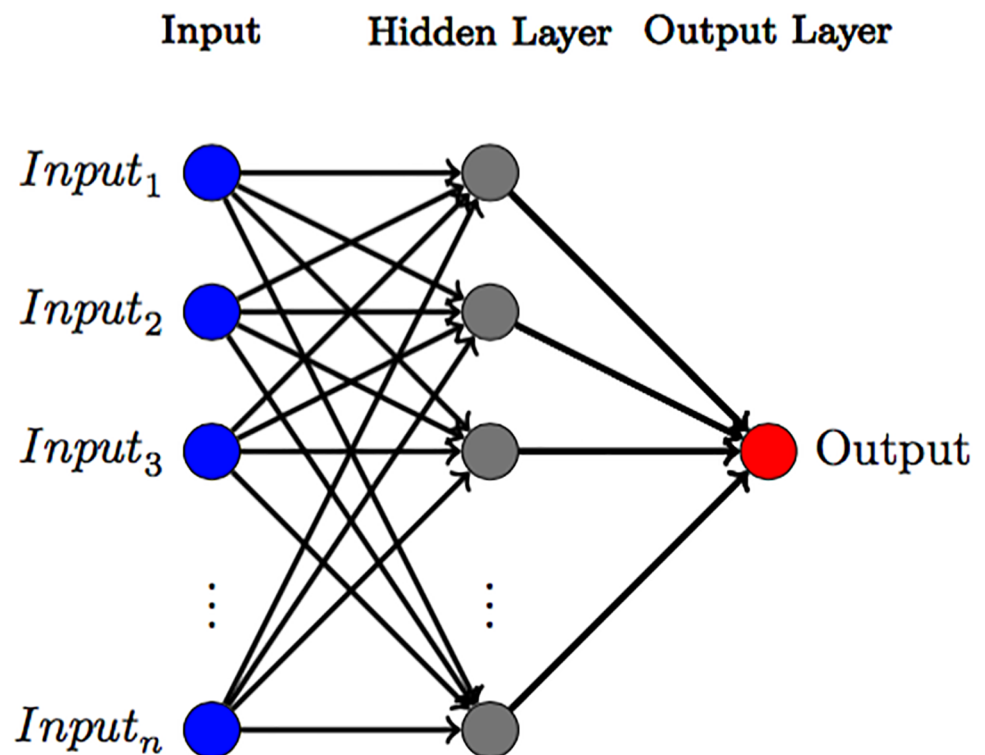 Input Hidden Layer Output Layer
Input₁
Input₂
Input₃ Output
⋮ ⋮
Inputₙ